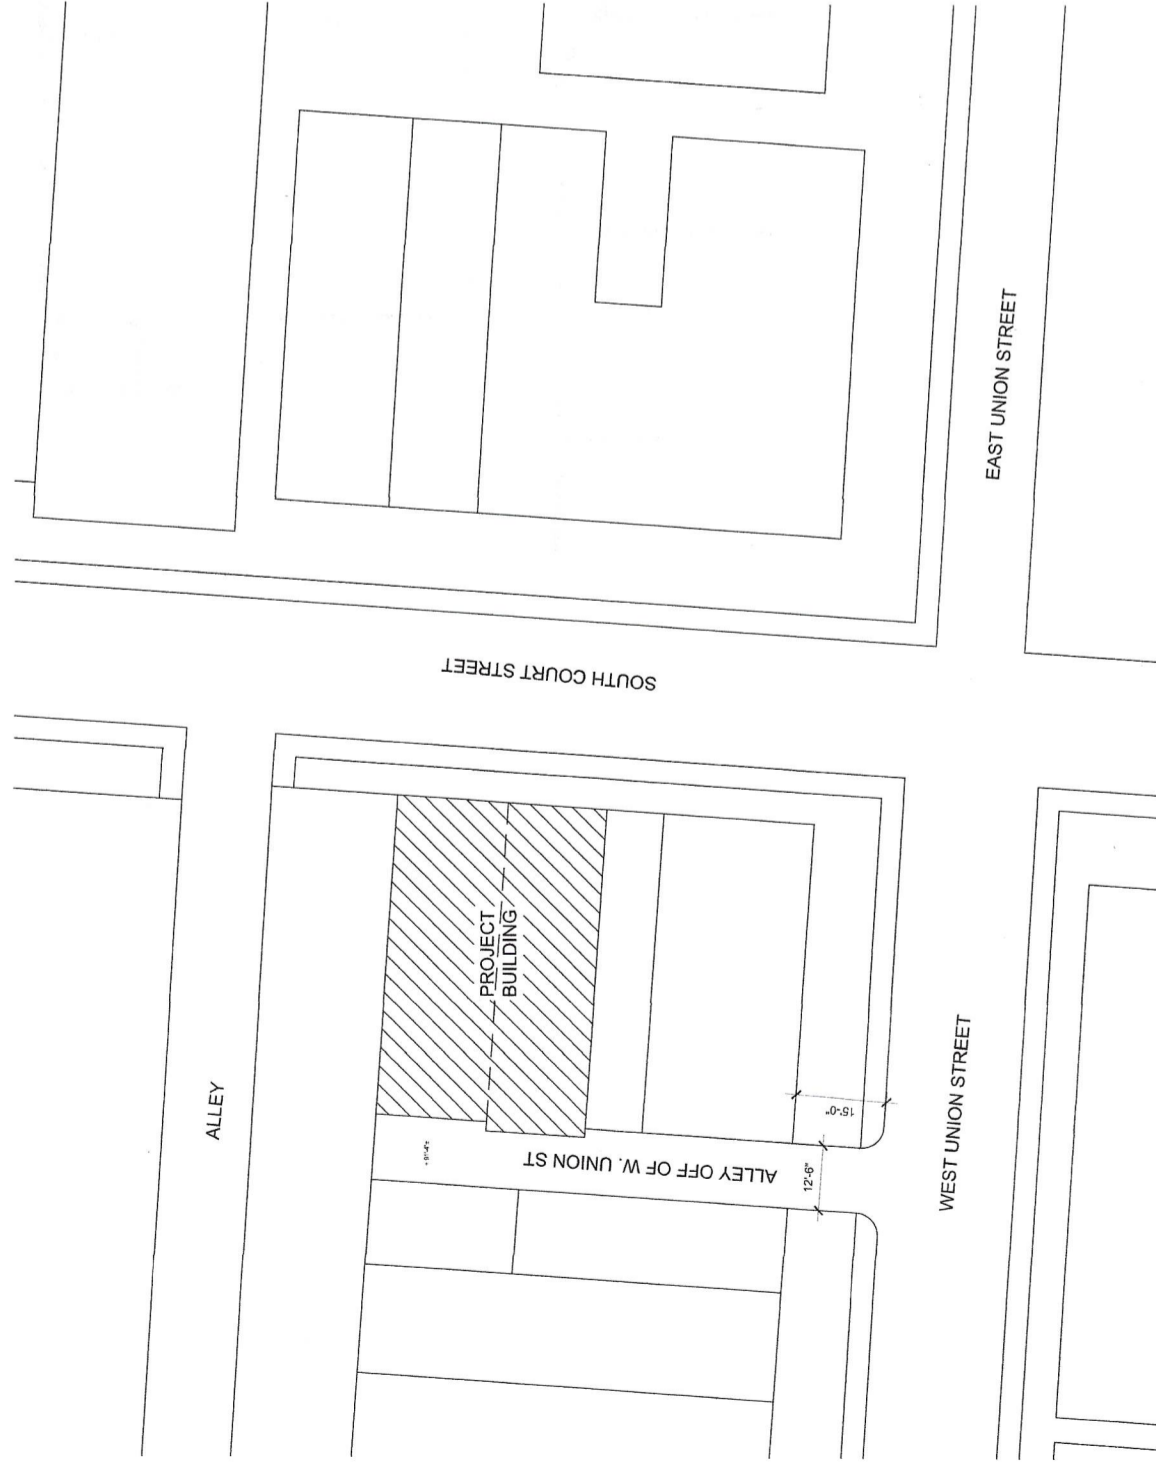 EAST UNION STREET
SOUTH COURT STREET
PROJECT
BUILDING
ALLEY
15'-0"
WEST UNION STREET
ALLEY OFF OF W. UNION ST
12'-6"